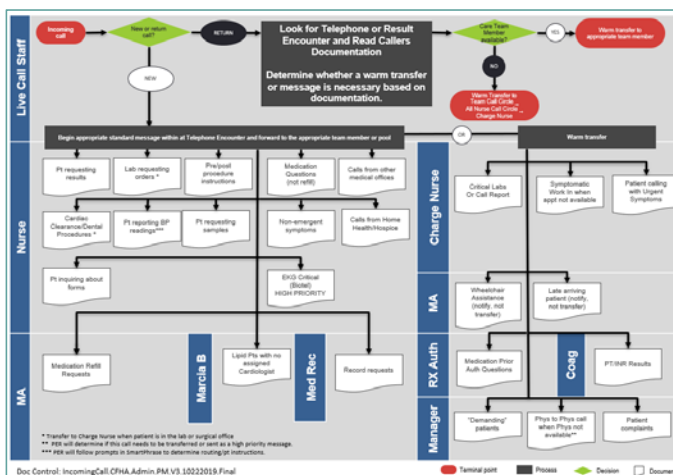 Live Call Staff
Incoming
call
New or return
call?
RETURN
Look for Telephone or Result
Encounter and Read Callers
Documentation
Determine whether a warm transfer
or message is necessary based on
documentation.
Care Team
Member
available?
YES
Warm transfer to
appropriate team member
NO
Warm Transfer to
Team Call Circle _
All Nurse Call Circle _
Charge Nurse
NEW
Begin appropriate standard message within at Telephone Encounter and forward to the appropriate team member or pool
OR
Warm transfer
Nurse
Pt requesting
results
Lab requesting
orders *
Pre/post
procedure
instructions
Medication
Questions
(not refill)
Calls from other
medical offices
Cardiac
Clearance/Dental
Procedures *
Pt reporting BP
readings***
Pt requesting
samples
Non-emergent
symptoms
Calls from Home
Health/Hospice
Pt inquiring about
forms
EKG Critical
(Biotel)
HIGH PRIORITY
MA
Medication Refill
Requests
Marcia B
Lipid Pts with no
assigned
Cardiologist
Med Rec
Record requests
* Transfer to Charge Nurse when patient is in the lab or surgical office
** PER will determine if this call needs to be transferred or sent as a high priority message.
*** PER will follow prompts in SmartPhrase to determine routing/pt instructions.
Charge Nurse
Critical Labs
Or Call Report
Symptomatic
Work In when
appt not available
Patient calling
with Urgent
Symptoms
MA
Wheelchair
Assistance
(notify, not
transfer)
Late arriving
patient (notify,
not transfer)
RX Auth
Medication Prior
Auth Questions
Coag
PT/INR Results
Manager
"Demanding"
patients
Phys to Phys
call when Phys
not available**
Patient
complaints
Doc Control: IncomingCall.CFHA.Admin.PM.V3.10222019.Final
Terminal point
Process
Decision
Document